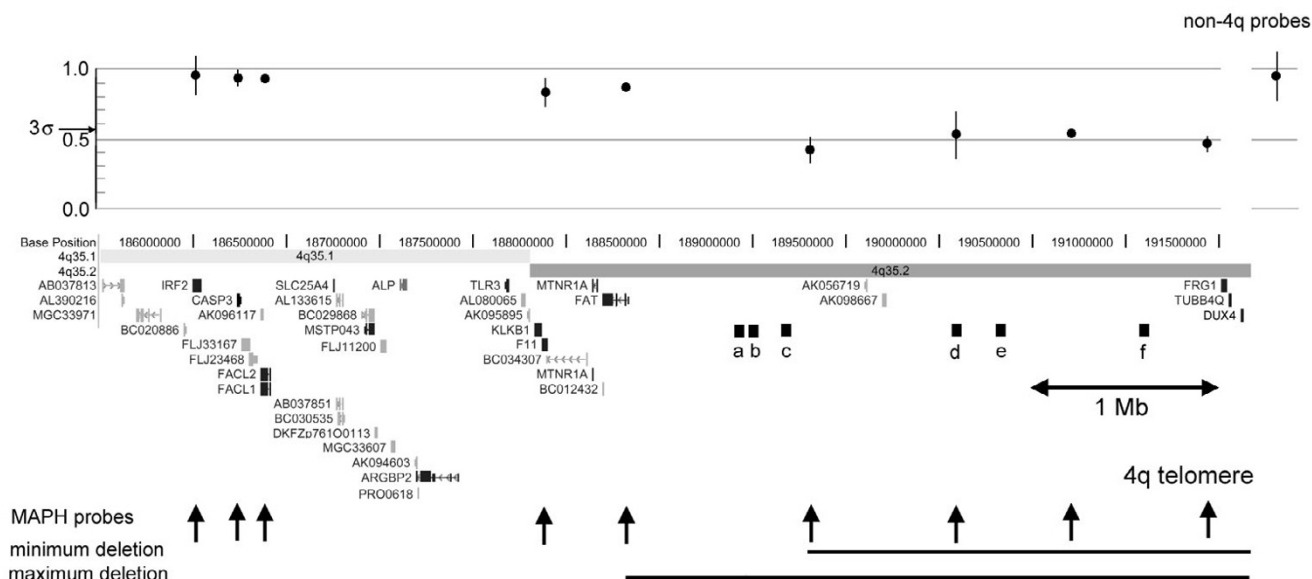 non-4q probes
1.0
3σ
0.5
0.0
Base Position 186000000 186500000 187000000 187500000 188000000 188500000 189000000 189500000 190000000 190500000 191000000 191500000
4q35.1 4q35.1
4q35.2 4q35.2
AB037813 IRF2 SLC25A4 ALP TLR3 MTNR1A AK056719 FRG1
AL390216 CASP3 AL133615 AL080065 FAT AK098667 TUBB4Q
MGC33971 AK096117 BC029868 AK095895 DUX4
BC020886 MSTP043 KLKB1
FLJ33167 FLJ11200 F11
a b c d e f
FLJ23468 BC034307
FACL2 MTNR1A
FACL1 BC012432
1 Mb
AB037851
BC030535
DKFZp761O0113
MGC33607
AK094603
ARGBP2
4q telomere
PRO0618
MAPH probes
minimum deletion
maximum deletion